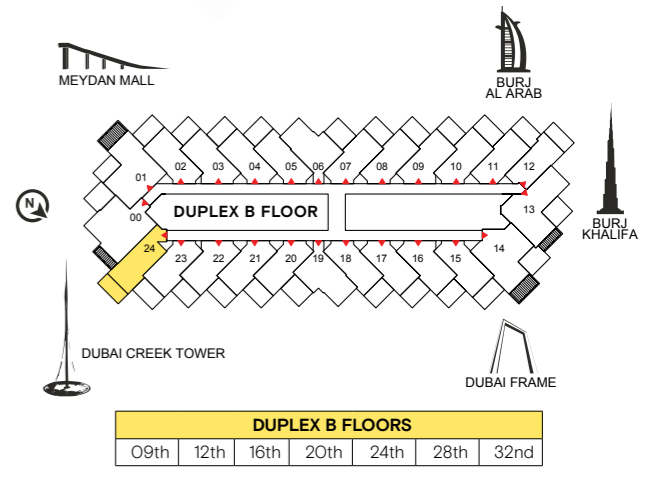 MEYDAN MALL
BURJ
AL ARAB
BURJ
KHALIFA
N
01 02 03 04 05 06 07 08 09 10 11 12
00 DUPLEX B FLOOR 13
24 23 22 21 20 19 18 17 16 15 14
DUBAI CREEK TOWER
DUBAI FRAME
DUPLEX B FLOORS
09th 12th 16th 20th 24th 28th 32nd